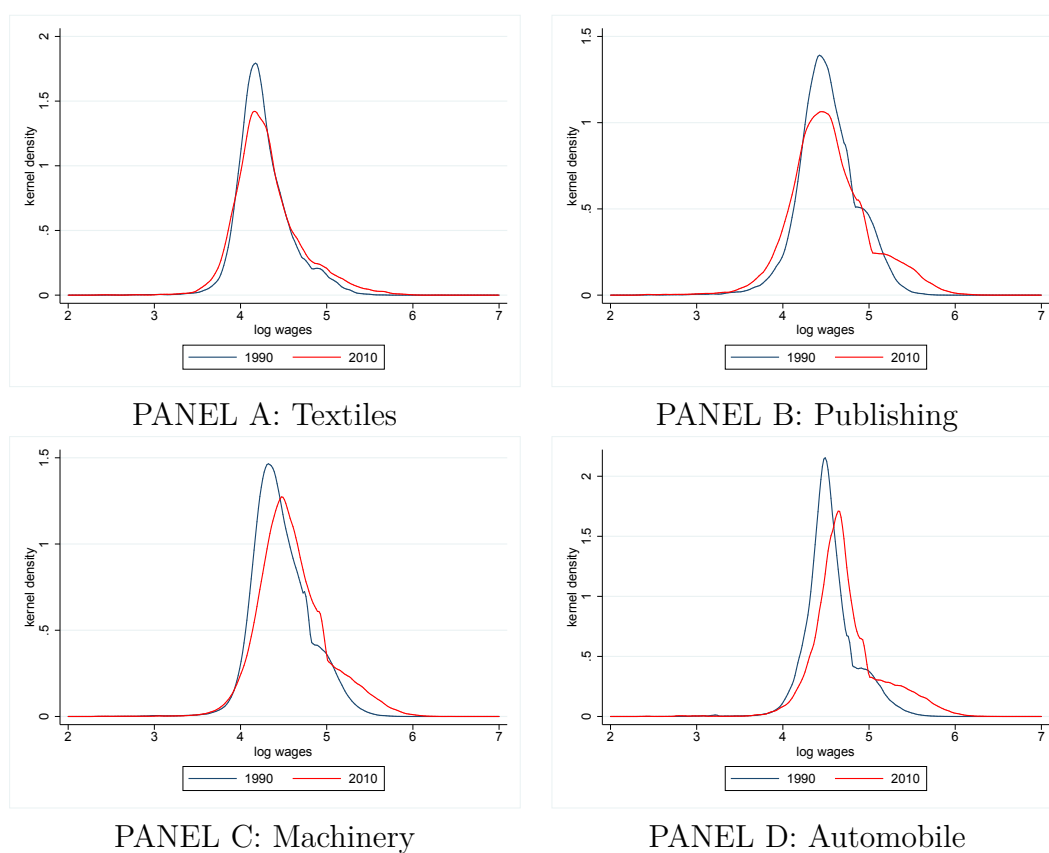 2
1.5
1
.5
0
kernel density
2 3 4 5 6 7
log wages
1990 2010
PANEL A: Textiles
1.5
1
.5
0
kernel density
2 3 4 5 6 7
log wages
1990 2010
PANEL B: Publishing
1.5
1
.5
0
kernel density
2 3 4 5 6 7
log wages
1990 2010
PANEL C: Machinery
2
1.5
1
.5
0
kernel density
2 3 4 5 6 7
log wages
1990 2010
PANEL D: Automobile